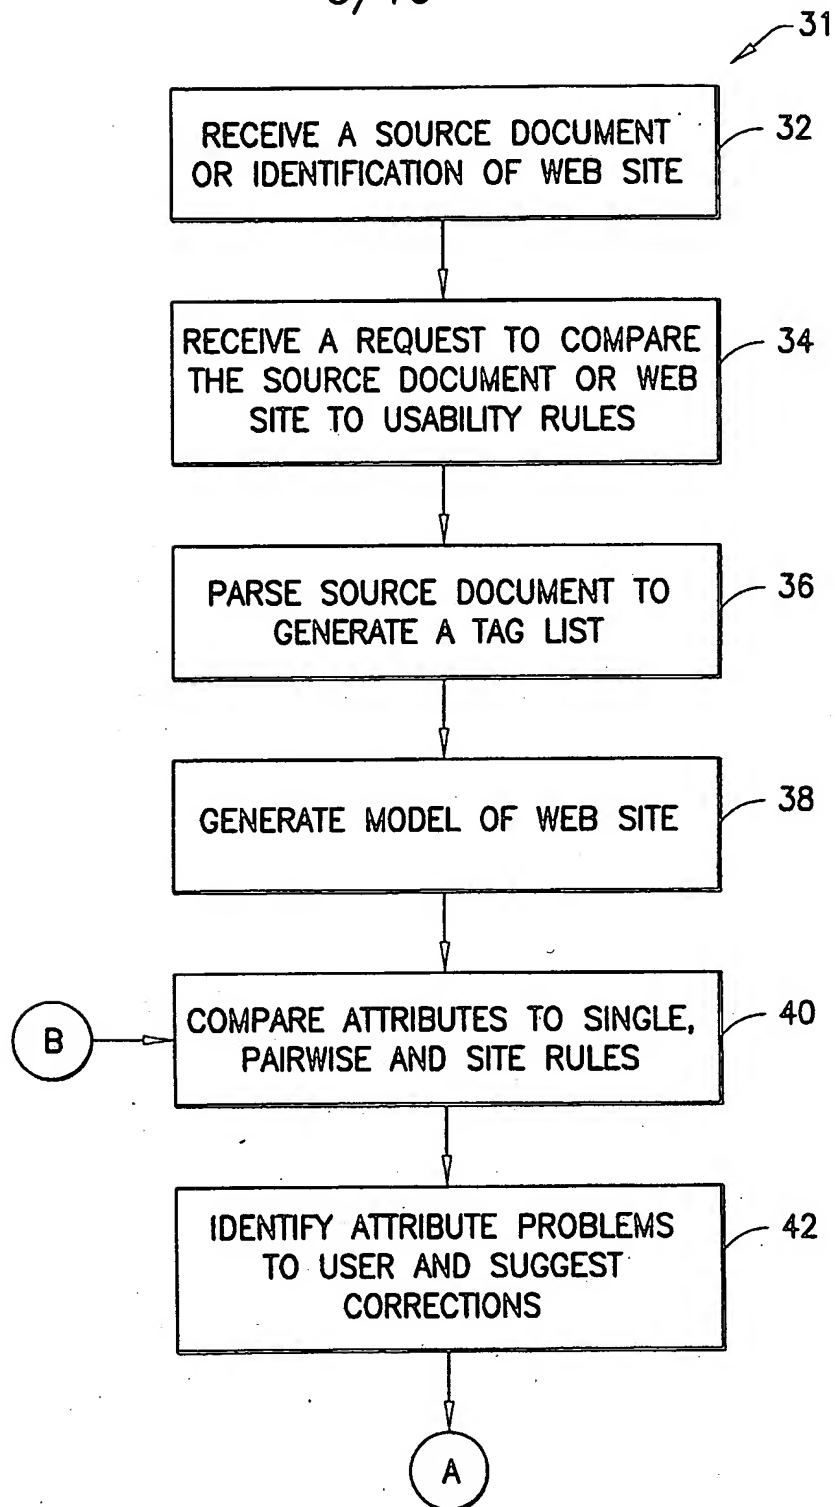 31
RECEIVE A SOURCE DOCUMENT
OR IDENTIFICATION OF WEB SITE
32
RECEIVE A REQUEST TO COMPARE
THE SOURCE DOCUMENT OR WEB
SITE TO USABILITY RULES
34
PARSE SOURCE DOCUMENT TO
GENERATE A TAG LIST
36
GENERATE MODEL OF WEB SITE
38
B
COMPARE ATTRIBUTES TO SINGLE,
PAIRWISE AND SITE RULES
40
IDENTIFY ATTRIBUTE PROBLEMS
TO USER AND SUGGEST
CORRECTIONS
42
A